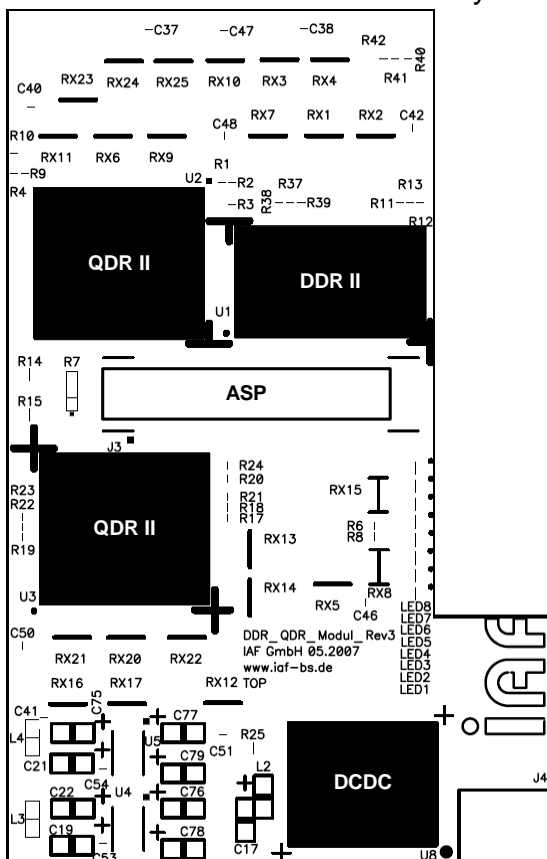 y
C37
C47
C38
R42
R40
R41
RX23
RX24
RX25
RX10
RX3
RX4
C40
R10
RX11
RX6
RX9
C48
RX7
RX1
RX2
C42
R9
R4
U2
R1
R2
R3
R38
R37
R39
R13
R11
R12
QDR II
DDR II
U1
R14
R7
R15
ASP
J3
R24
R20
R23
R22
R21
R18
R17
RX15
QDR II
R19
R6
R8
RX13
RX14
RX5
RX8
C46
U3
LED8
LED7
LED6
LED5
LED4
LED3
LED2
LED1
C50
RX21
RX20
RX22
DDR_QDR_Modul_Rev3
IAF GmbH 05.2007
www.iaf-bs.de
TOP
RX16
C75
RX17
RX12
C41
L4
C77
U5
C51
R25
C21
C54
C79
L2
C22
U4
C76
L3
C19
C53
C78
C17
DCDC
J4
U8
iAF